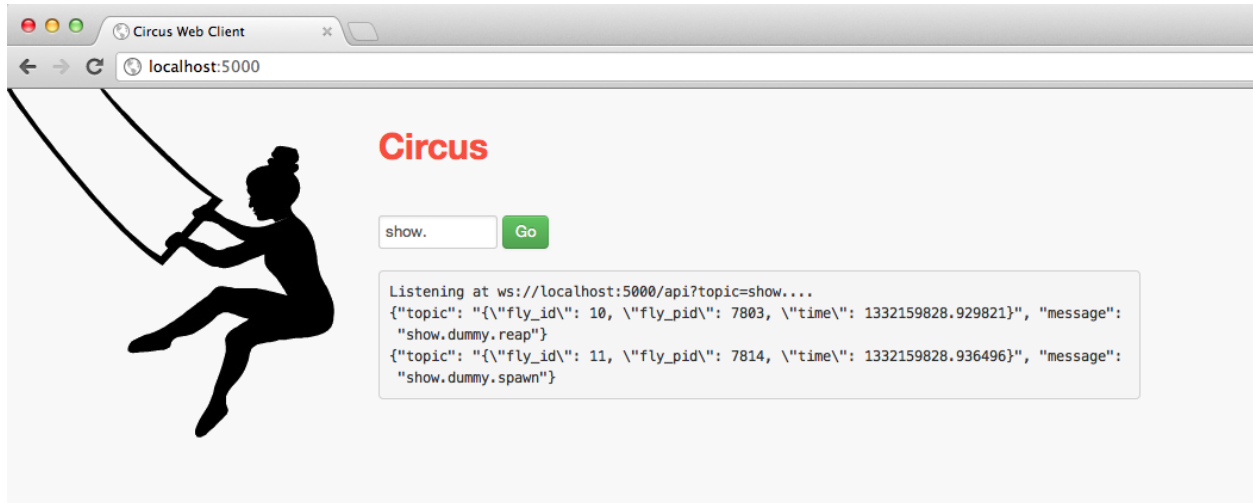 Circus Web Client
localhost:5000
Circus
show. Go
Listening at ws://localhost:5000/api?topic=show....
{"topic": "{\"fly_id\": 10, \"fly_pid\": 7803, \"time\": 1332159828.929821}", "message":
"show.dummy.reap"}
{"topic": "{\"fly_id\": 11, \"fly_pid\": 7814, \"time\": 1332159828.936496}", "message":
"show.dummy.spawn"}